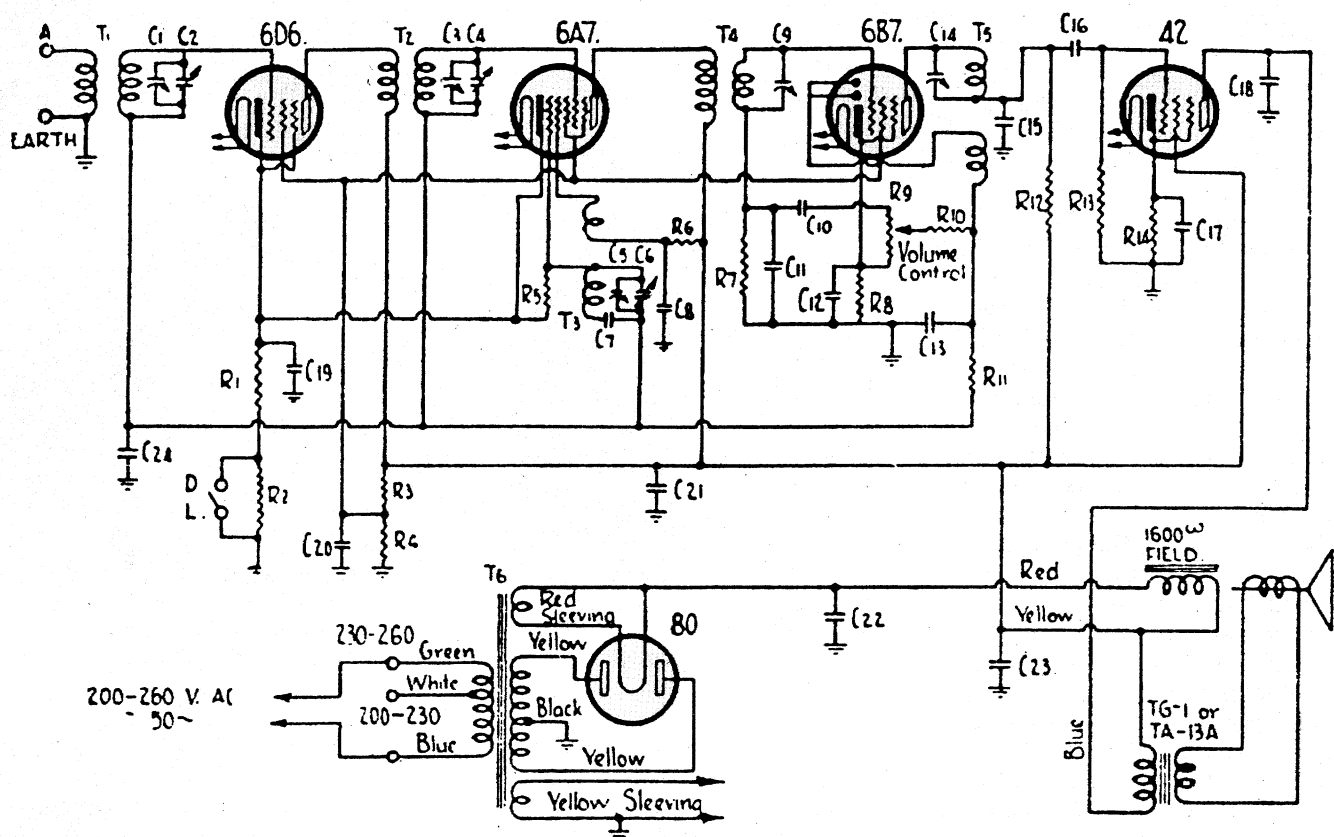 A
T1
C1 C2
6D6.
T2
C3 C4
6A7.
T4
C9
6B7.
C14
T5
C16
42
C18
EARTH
C15
R12
R13
R14
C17
R9
R10
Volume
Control
C10
R6
C5 C6
R5
T3
C7
C8
R7
C11
C12
R8
C13
R11
R1
C19
C24
D
L.
R2
R3
C20
R4
C21
1600ω
FIELD.
Red
Yellow
T6
Red
Sleeving
Yellow
80
C22
C23
230-260
Green
White
200-260 V. AC
~ 50~
200-230
Blue
Black
Yellow
Yellow Sleeving
Blue
TG-1 or
TA-13A